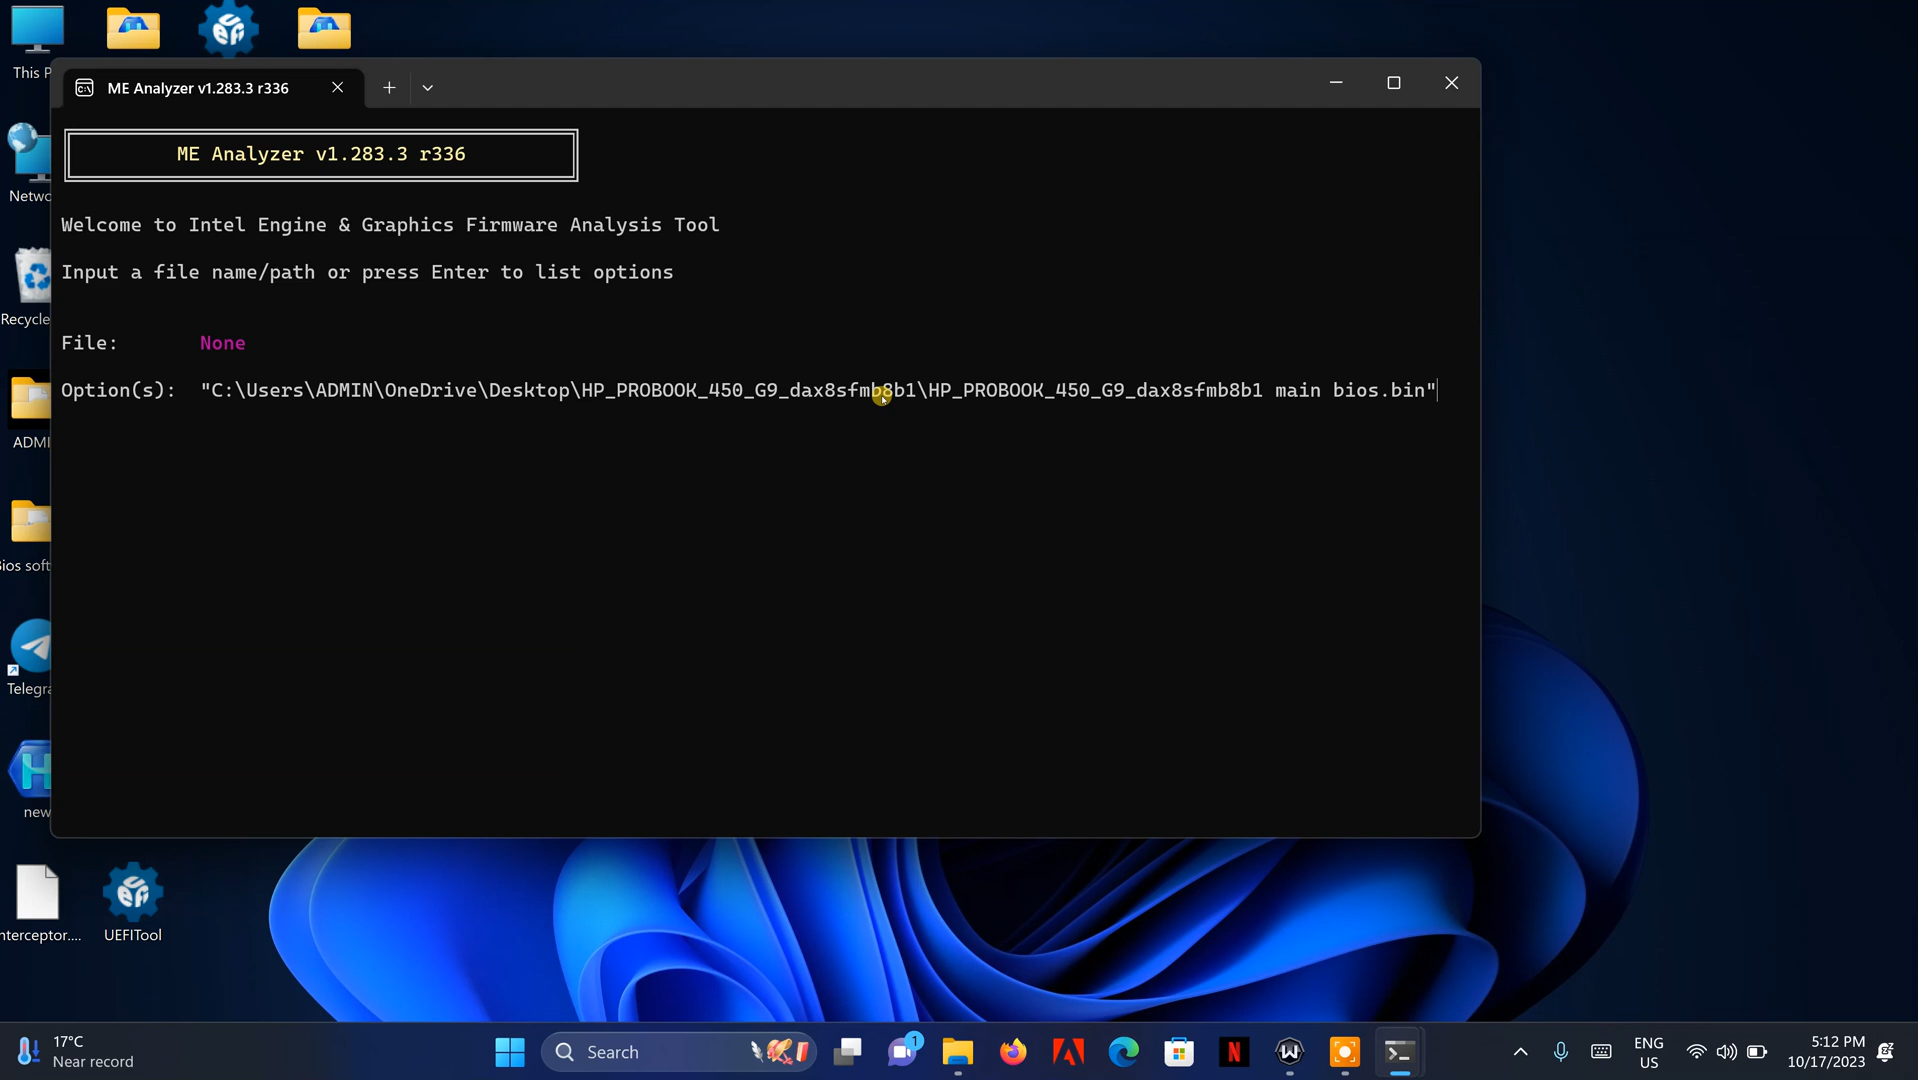 This P
Netwo
Recycle
ADMI
Bios soft
Telegra
new
nterceptor....
UEFITool
ME Analyzer v1.283.3 r336
ME Analyzer v1.283.3 r336
Welcome to Intel Engine & Graphics Firmware Analysis Tool
Input a file name/path or press Enter to list options
File: None
Option(s): "C:\Users\ADMIN\OneDrive\Desktop\HP_PROBOOK_450_G9_dax8sfmb8b1\HP_PROBOOK_450_G9_dax8sfmb8b1 main bios.bin"
17°C
Near record
Search
1
ENG
US
5:12 PM
10/17/2023